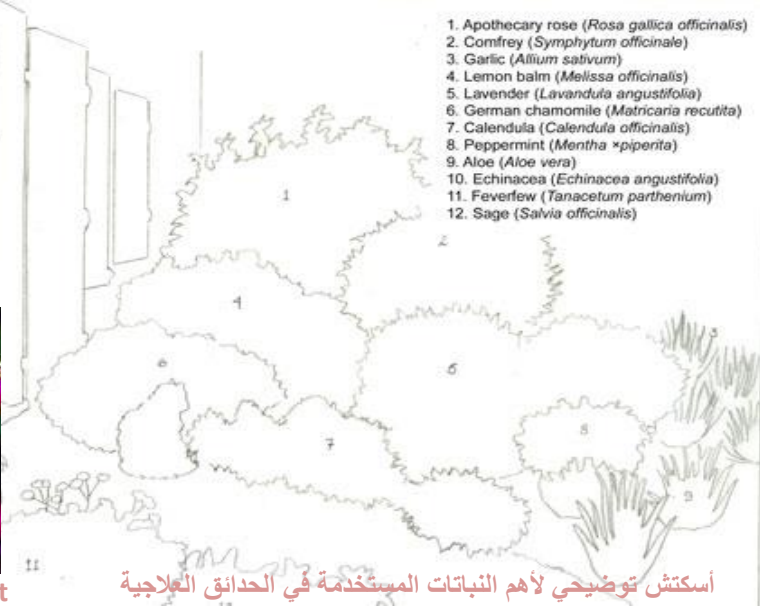 1. Apothecary rose (Rosa gallica officinalis)
2. Comfrey (Symphytum officinale)
3. Garlic (Allium sativum)
4. Lemon balm (Melissa officinalis)
5. Lavender (Lavandula angustifolia)
6. German chamomile (Matricaria recutita)
7. Calendula (Calendula officinalis)
8. Peppermint (Mentha ×piperita)
9. Aloe (Aloe vera)
10. Echinacea (Echinacea angustifolia)
11. Feverfew (Tanacetum parthenium)
12. Sage (Salvia officinalis)
1
2
3
4
6
7
8
9
11
أسكتش توضيحي لأهم النباتات المستخدمة في الحدائق العلاجية
t